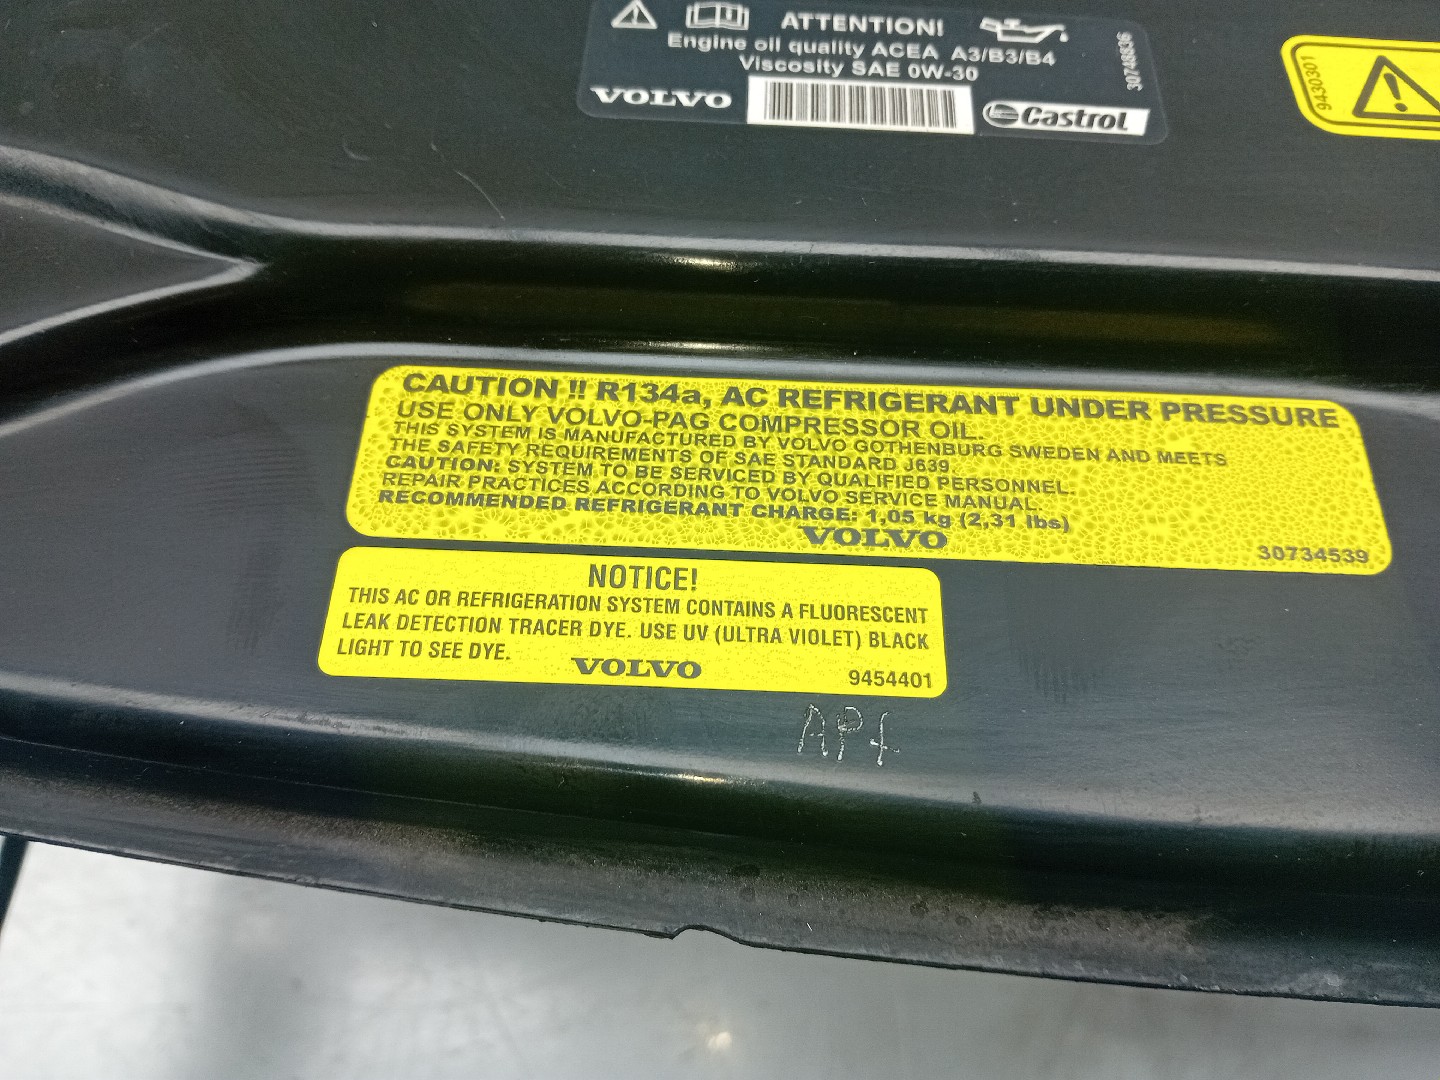 ATTENTION!
Engine oil quality ACEA A3/B3/B4
Viscosity SAE 0W-30
VOLVO
Castrol
30748836
9430301
CAUTION !! R134a, AC REFRIGERANT UNDER PRESSURE
USE ONLY VOLVO-PAG COMPRESSOR OIL.
THIS SYSTEM IS MANUFACTURED BY VOLVO GOTHENBURG SWEDEN AND MEETS
THE SAFETY REQUIREMENTS OF SAE STANDARD J639.
CAUTION: SYSTEM TO BE SERVICED BY QUALIFIED PERSONNEL.
REPAIR PRACTICES ACCORDING TO VOLVO SERVICE MANUAL.
RECOMMENDED REFRIGERANT CHARGE: 1,05 kg (2,31 lbs)
VOLVO
30734539
NOTICE!
THIS AC OR REFRIGERATION SYSTEM CONTAINS A FLUORESCENT
LEAK DETECTION TRACER DYE. USE UV (ULTRA VIOLET) BLACK
LIGHT TO SEE DYE.
VOLVO
9454401